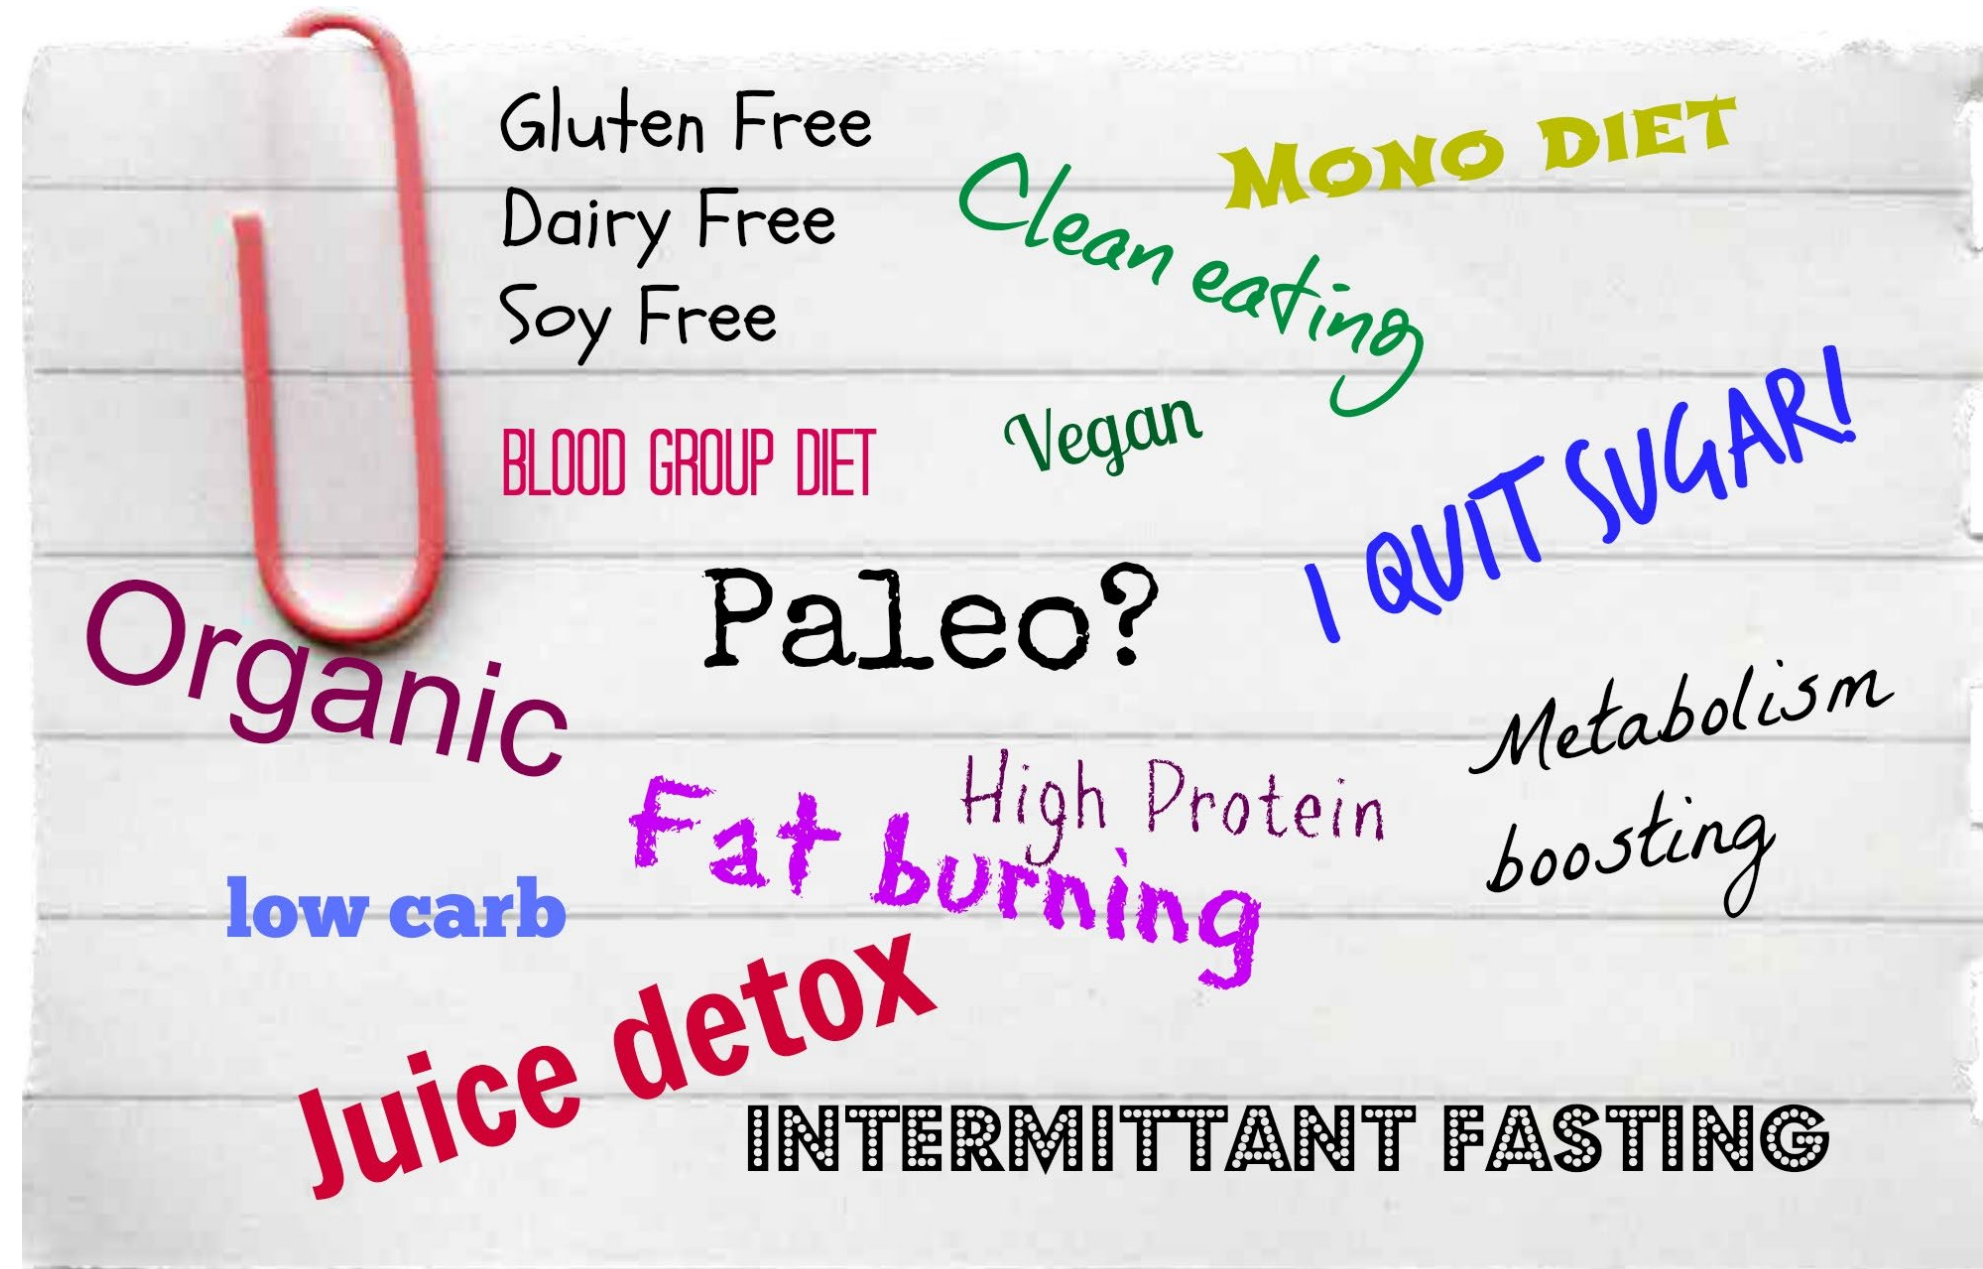 Gluten Free
Dairy Free
Soy Free
MONO DIET
Clean eating
BLOOD GROUP DIET
Vegan
I QUIT SUGAR!
Paleo?
Organic
Metabolism
boosting
High Protein
Fat burning
low carb
Juice detox
INTERMITTANT FASTING